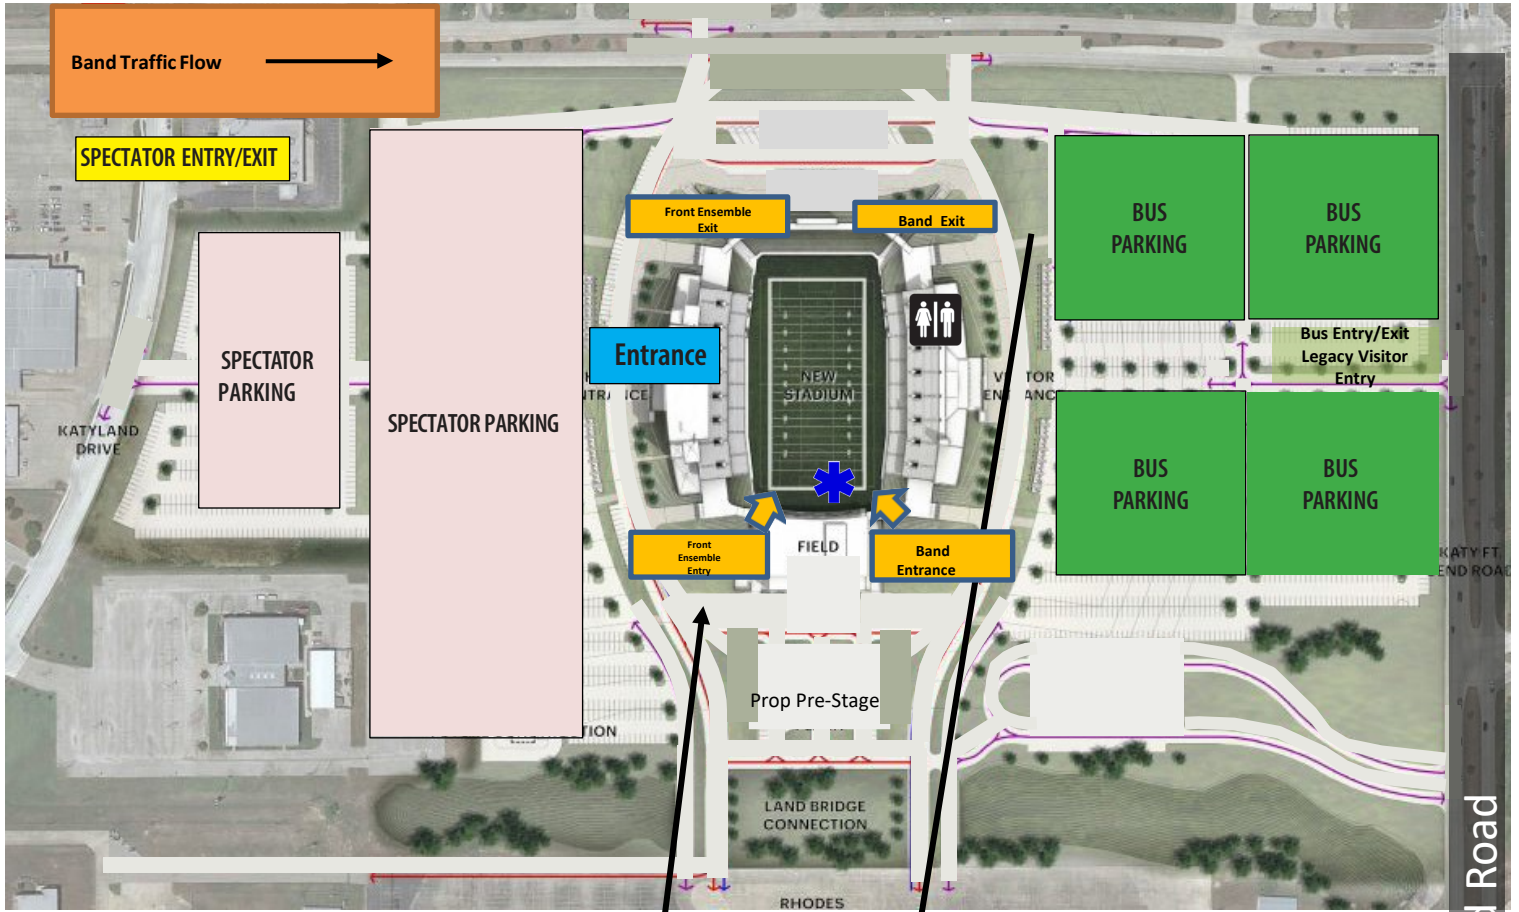 Band Traffic Flow
SPECTATOR ENTRY/EXIT
Front Ensemble
Exit
Band Exit
BUS
PARKING
BUS
PARKING
Bus Entry/Exit
Legacy Visitor
Entry
Entrance
SPECTATOR
PARKING
SPECTATOR PARKING
NEW
STADIUM
KATYLAND
DRIVE
BUS
PARKING
BUS
PARKING
Front
Ensemble
Entry
FIELD
Band
Entrance
KATY FT.
Prop Pre-Stage
LAND BRIDGE
CONNECTION
RHODES
Road